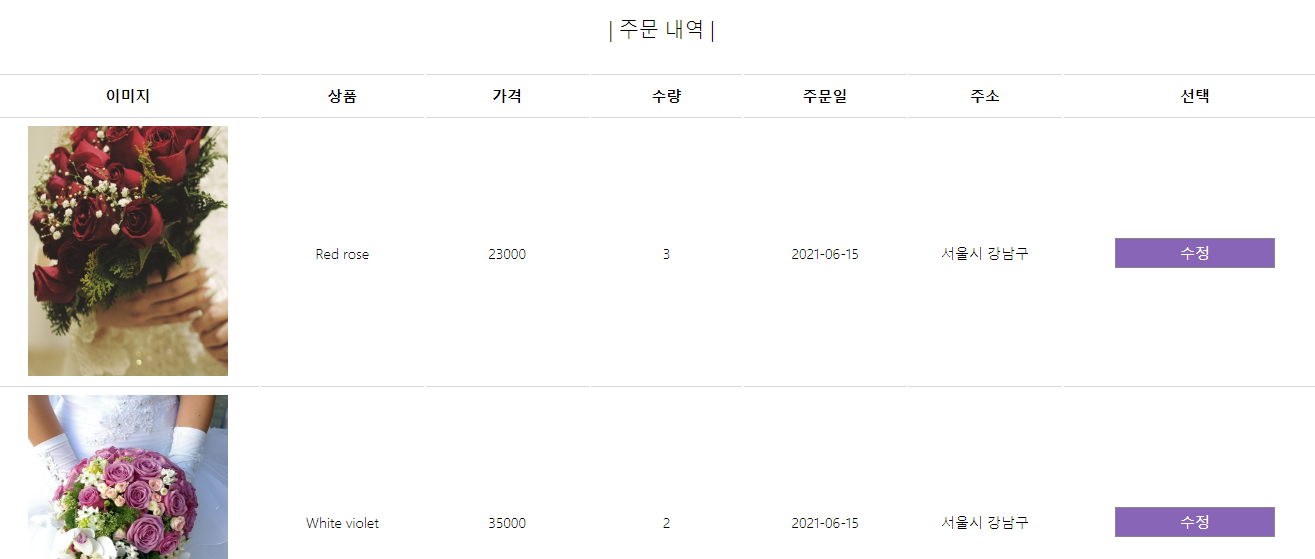 | 주문 내역 |
이미지 상품 가격 수량 주문일 주소 선택
Red rose 23000 3 2021-06-15 서울시 강남구 수정
White violet 35000 2 2021-06-15 서울시 강남구 수정